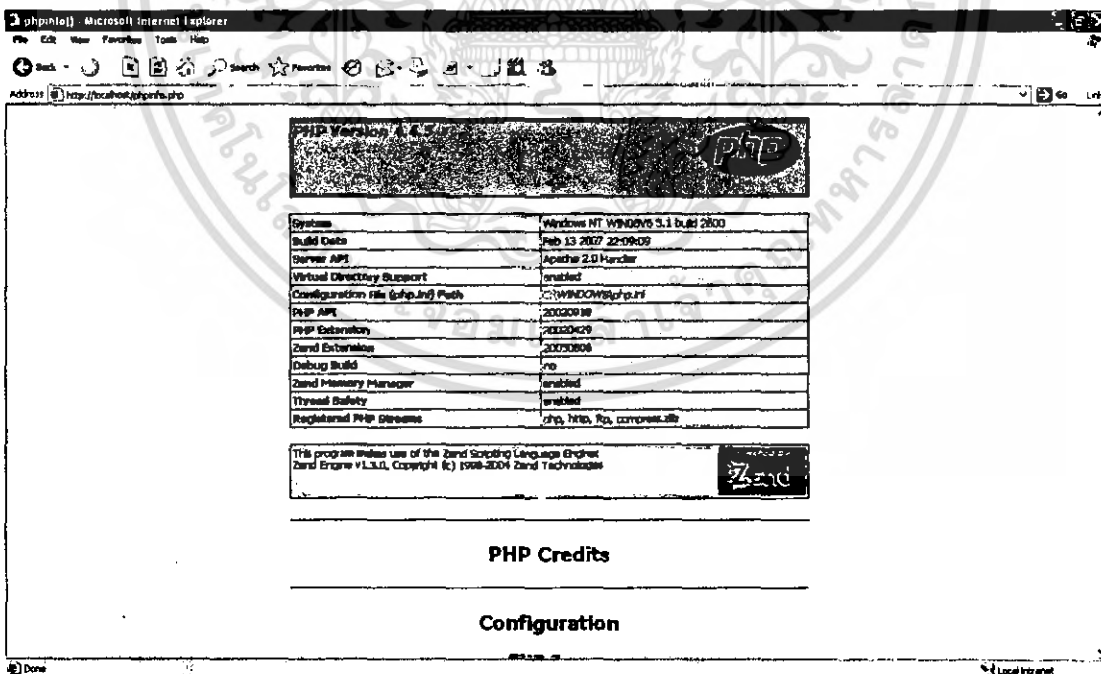 phpinfo() - Microsoft Internet Explorer
File Edit View Favorites Tools Help
Back Search Favorites
Address http://localhost/phpinfo.php Go
PHP Version 4.4.5
php
System Windows NT 5.1 build 2600
Build Date Feb 13 2007 22:09:09
Server API Apache 2.0 Handler
Virtual Directory Support enabled
Configuration File (php.ini) Path C:\WINDOWS\php.ini
PHP API 20020918
PHP Extension 20020429
Zend Extension
Debug Build no
Zend Memory Manager enabled
Thread Safety enabled
Registered PHP Streams php, http, ftp, compress.zlib
This program makes use of the Zend Scripting Language Engine:
Zend Engine v1.3.0, Copyright (c) 1998-2004 Zend Technologies
Zend
PHP Credits
Configuration
Done Local intranet